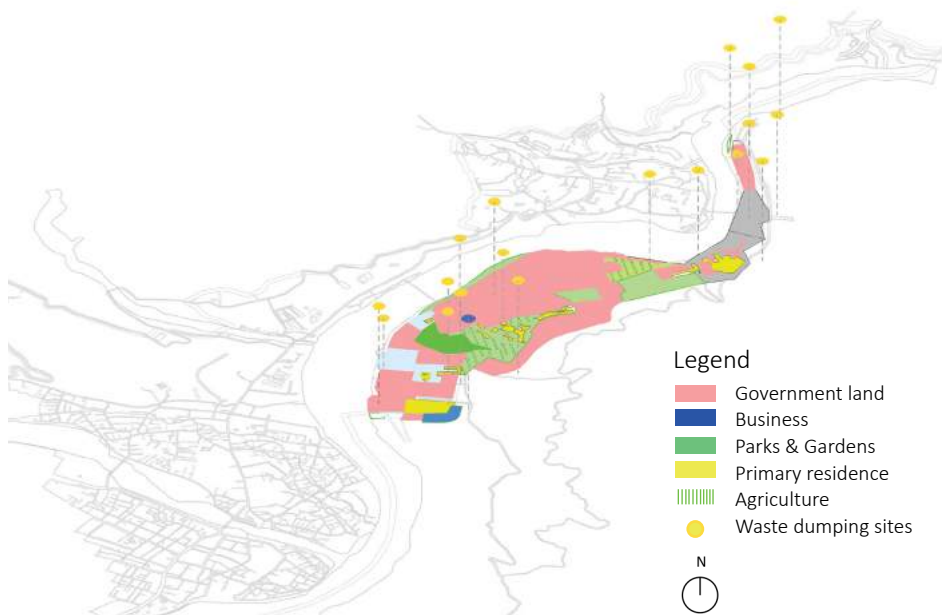 Legend
Government land
Business
Parks & Gardens
Primary residence
Agriculture
Waste dumping sites
N